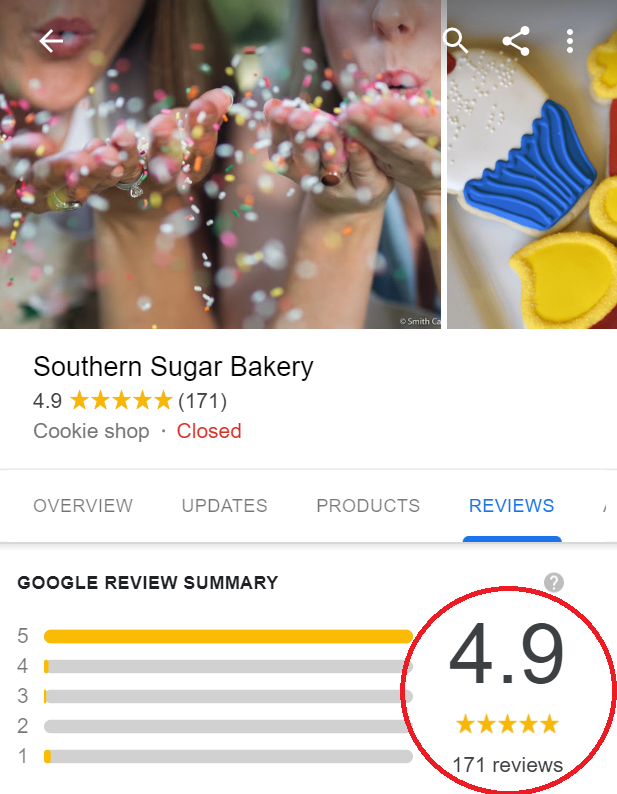 © Smith Ca
Southern Sugar Bakery
4.9 ★★★★★ (171)
Cookie shop · Closed
OVERVIEW UPDATES PRODUCTS REVIEWS
GOOGLE REVIEW SUMMARY ?
5
4
3
2
1
4.9
★★★★★
171 reviews